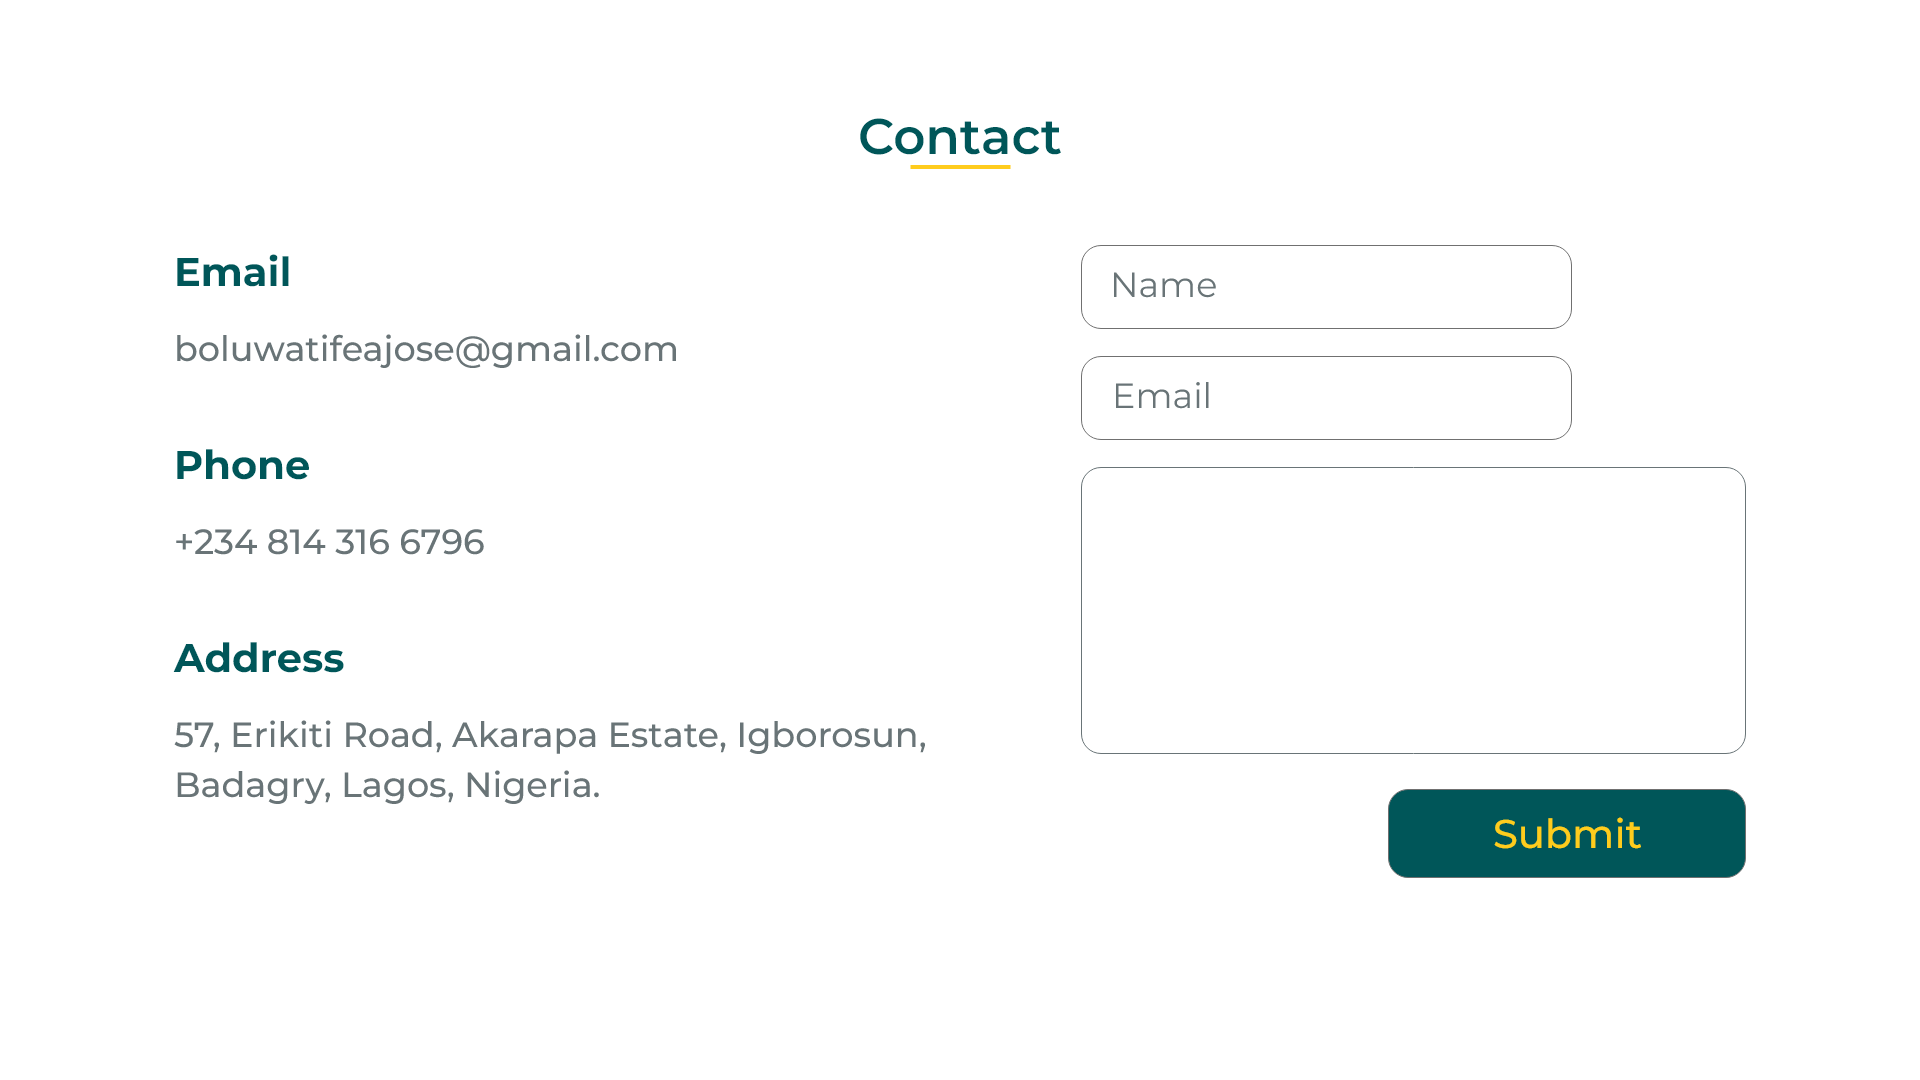 Contact
Email
boluwatifeajose@gmail.com
Phone
+234 814 316 6796
Address
57, Erikiti Road, Akarapa Estate, Igborosun,
Badagry, Lagos, Nigeria.
Name
Email
Submit